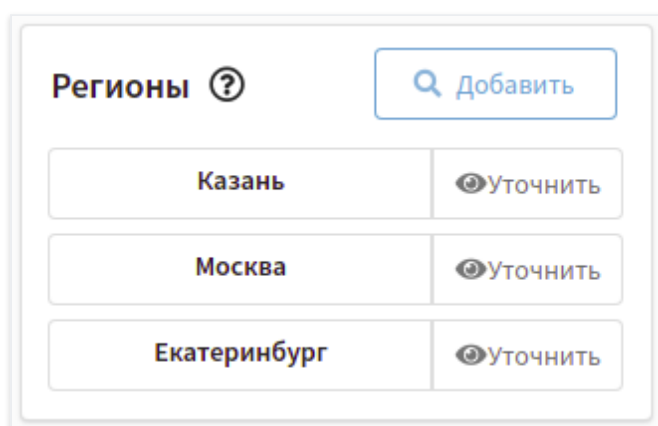 Регионы ? Добавить
Казань Уточнить
Москва Уточнить
Екатеринбург Уточнить